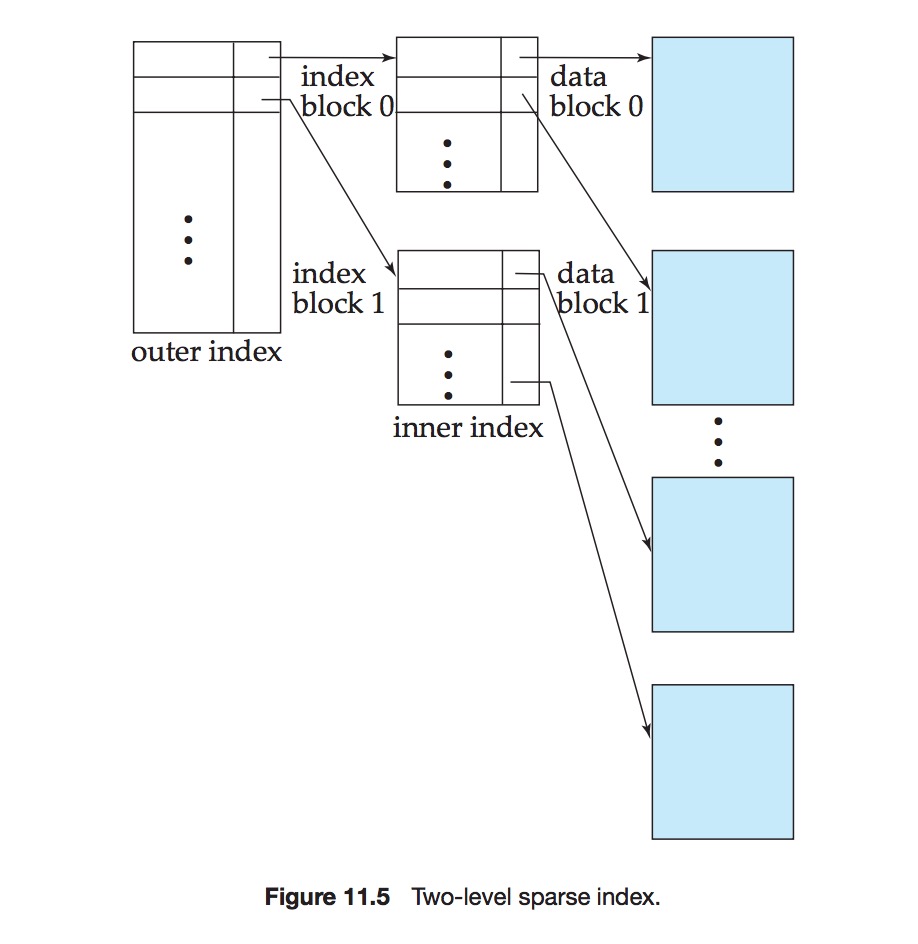 index
block 0
data
block 0
index
block 1
data
block 1
outer index
inner index
Figure 11.5 Two-level sparse index.